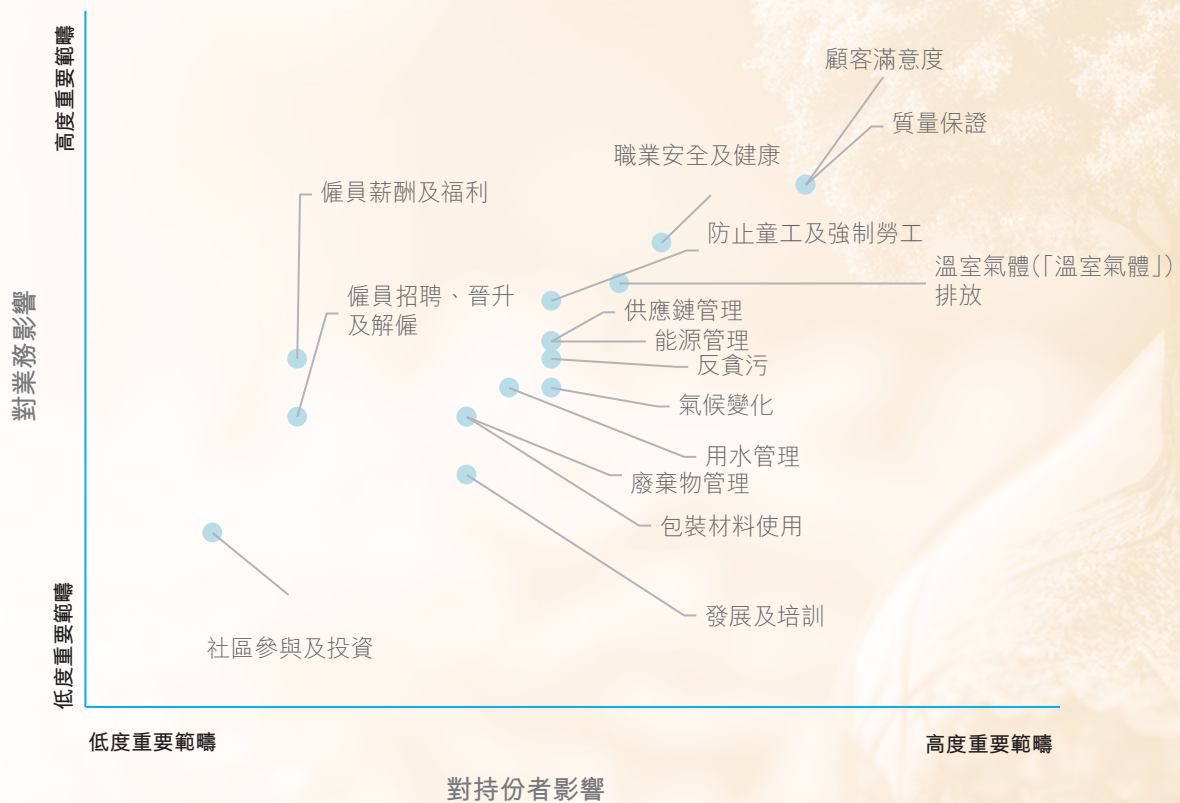 高度重要範疇
對業務影響
低度重要範疇
顧客滿意度
質量保證
職業安全及健康
僱員薪酬及福利
防止童工及強制勞工
溫室氣體(「溫室氣體」)
排放
僱員招聘、晉升
及解僱
供應鏈管理
能源管理
反貪污
氣候變化
用水管理
廢棄物管理
包裝材料使用
發展及培訓
社區參與及投資
低度重要範疇
高度重要範疇
對持份者影響